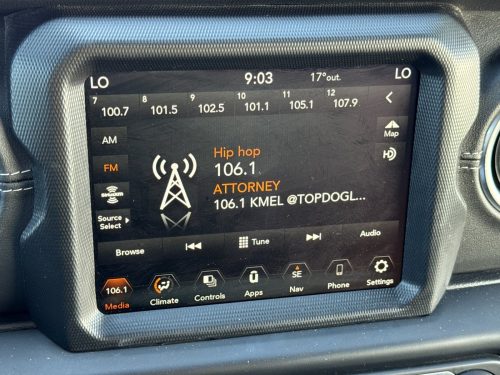 LO 9:03 17°out. LO
7 8 9 10 11 12
100.7 101.5 102.5 101.1 105.1 107.9
AM
Map
Hip hop
FM
106.1
HD
ATTORNEY
SiriusXM
106.1 KMEL @TOPDOGL...
Source
Select
Browse Tune Audio
106.1 SE
Media Climate Controls Apps Nav Phone Settings